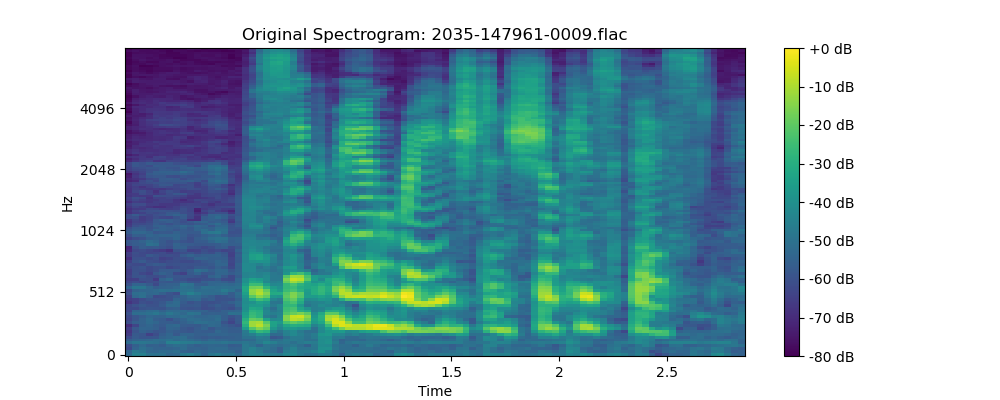 Original Spectrogram: 2035-147961-0009.flac
Hz
4096
2048
1024
512
0
0
0.5
1
1.5
2
2.5
Time
+0 dB
-10 dB
-20 dB
-30 dB
-40 dB
-50 dB
-60 dB
-70 dB
-80 dB